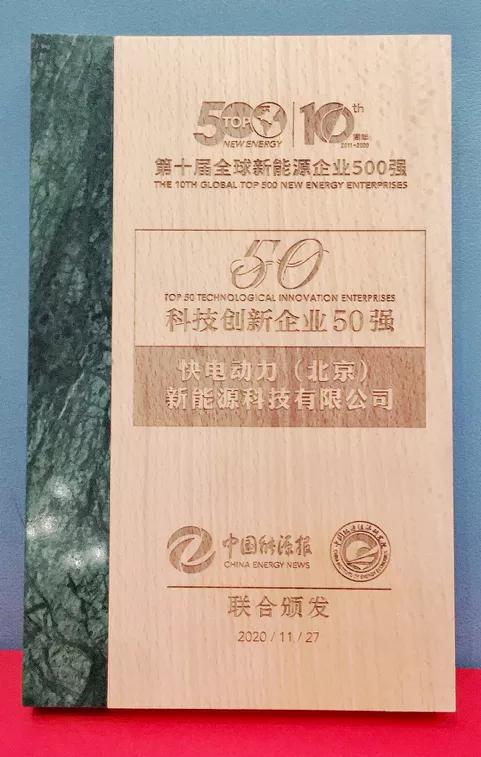 500 TOP NEW ENERGY
10th 周年 2011-2020
第十届全球新能源企业500强
THE 10TH GLOBAL TOP 500 NEW ENERGY ENTERPRISES
50
TOP 50 TECHNOLOGICAL INNOVATION ENTERPRISES
科技创新企业50强
快电动力（北京）
新能源科技有限公司
中国能源报
CHINA ENERGY NEWS
联合颁发
2020 / 11 / 27